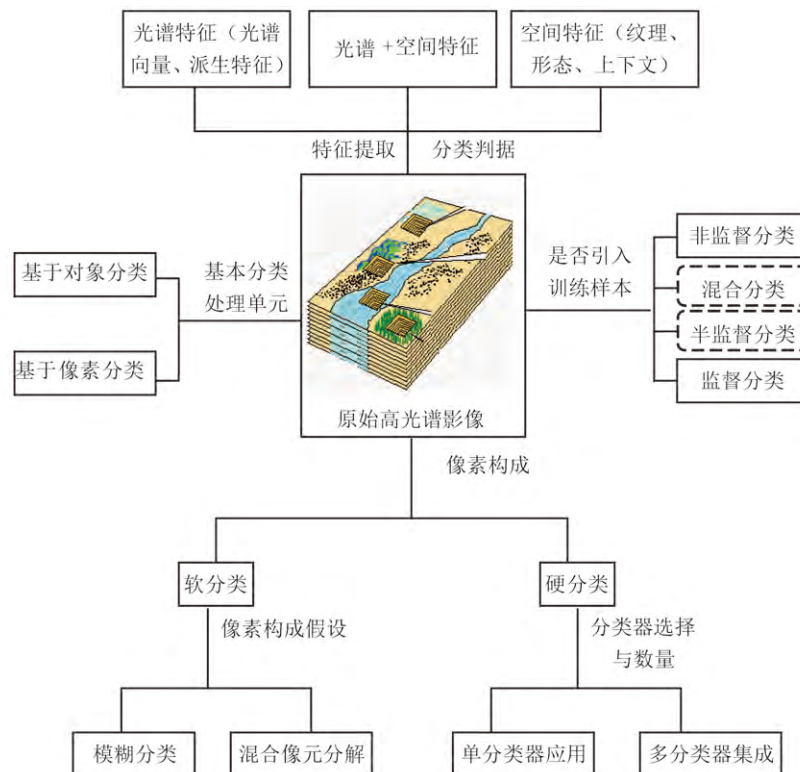 光谱特征（光谱
向量、派生特征）
光谱 +空间特征
空间特征（纹理、
形态、上下文）
特征提取
分类判据
基于对象分类
基于像素分类
基本分类
处理单元
原始高光谱影像
是否引入
训练样本
非监督分类
混合分类
半监督分类
监督分类
像素构成
软分类
硬分类
像素构成假设
分类器选择
与数量
模糊分类
混合像元分解
单分类器应用
多分类器集成